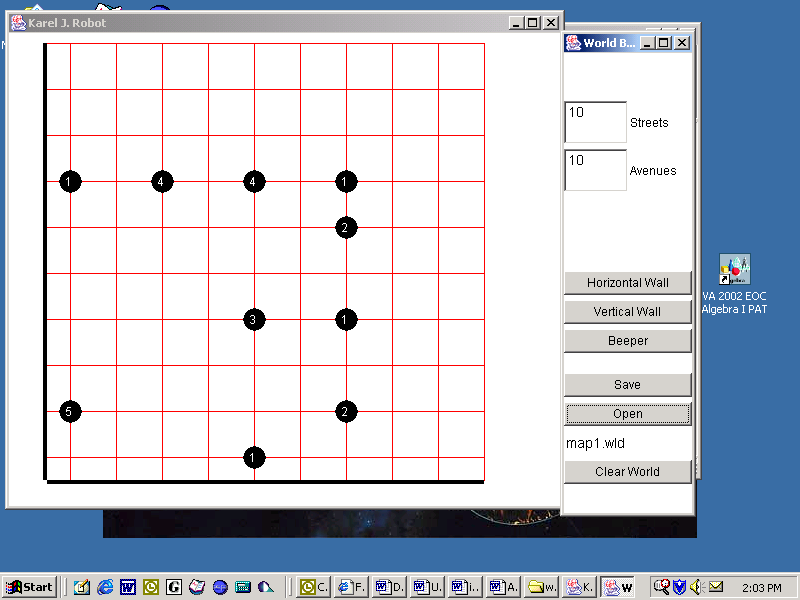 Karel J. Robot
World B...
10
Streets
10
Avenues
1 4 4 1
2
3 1
5 2
1
Horizontal Wall
Vertical Wall
Beeper
Save
Open
map1.wld
Clear World
VA 2002 EOC
Algebra I PAT
Start
C.
F.
D.
U.
i..
A.
w.
K.
W
2:03 PM